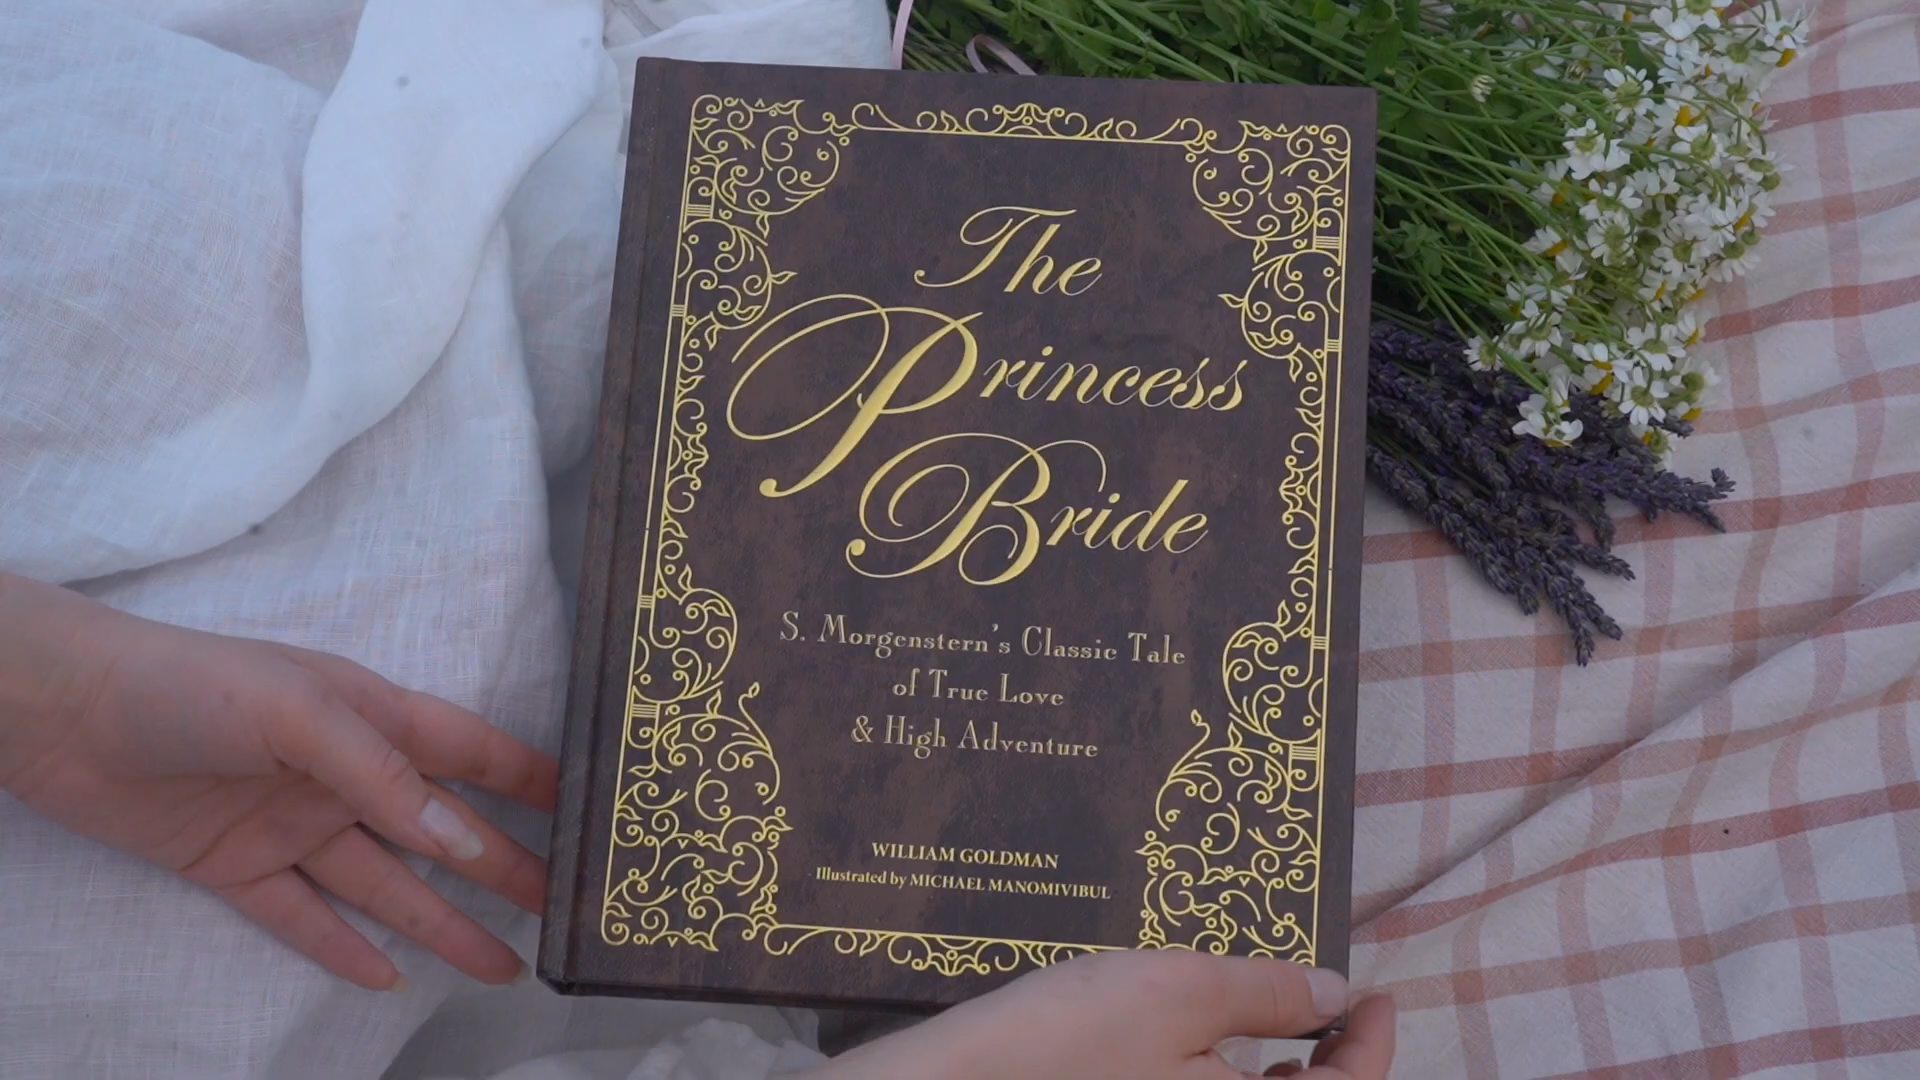 The
Princess
Bride
S. Morgenstern's Classic Tale
of True Love
& High Adventure
WILLIAM GOLDMAN
Illustrated by MICHAEL MANOMIVIBUL